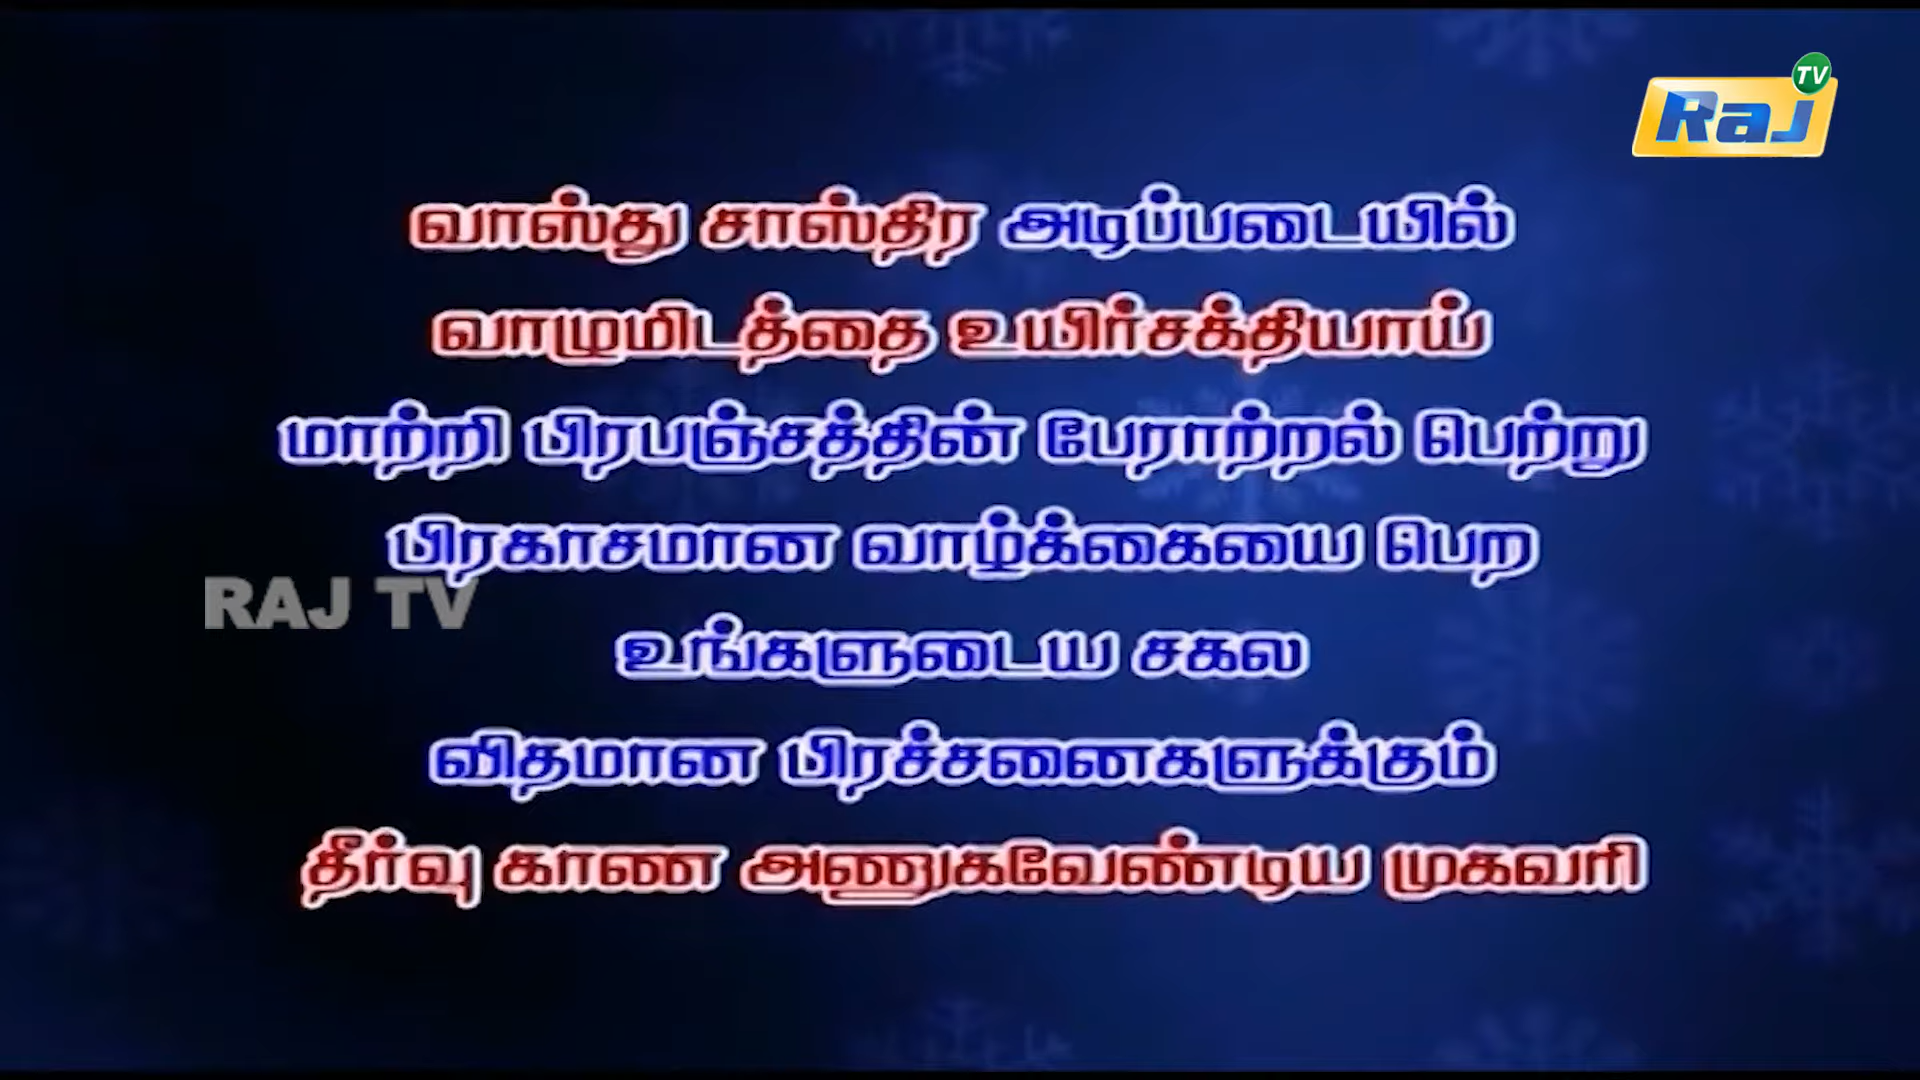 Raj TV
வாஸ்து சாஸ்திர அடிப்படையில்
வாழுமிடத்தை உயிர்சக்தியாய்
மாற்றி பிரபஞ்சத்தின் பேராற்றல் பெற்று
பிரகாசமான வாழ்க்கையை பெற
RAJ TV
உங்களுடைய சகல
விதமான பிரச்சனைகளுக்கும்
தீர்வு காண அணுகவேண்டிய முகவரி